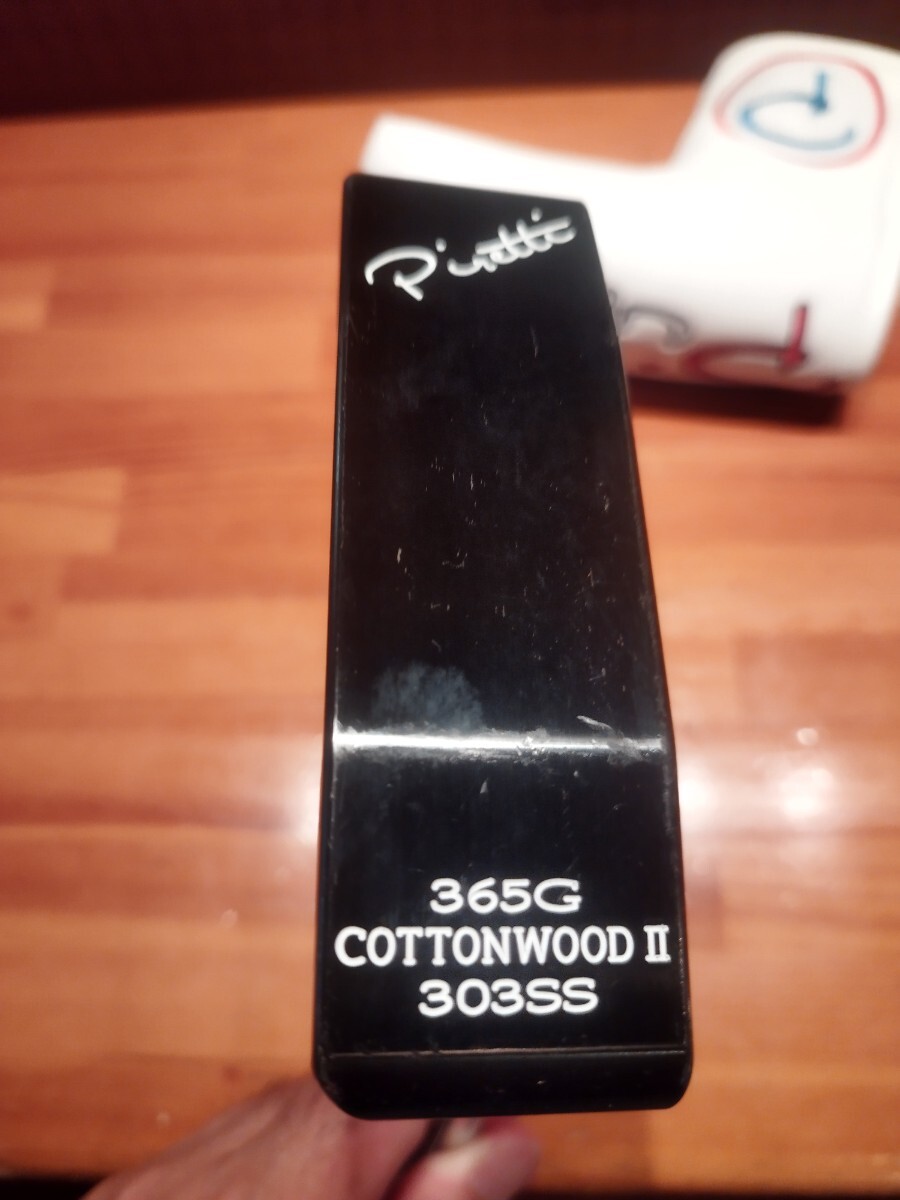 Piretti
365G
COTTONWOOD II
303SS